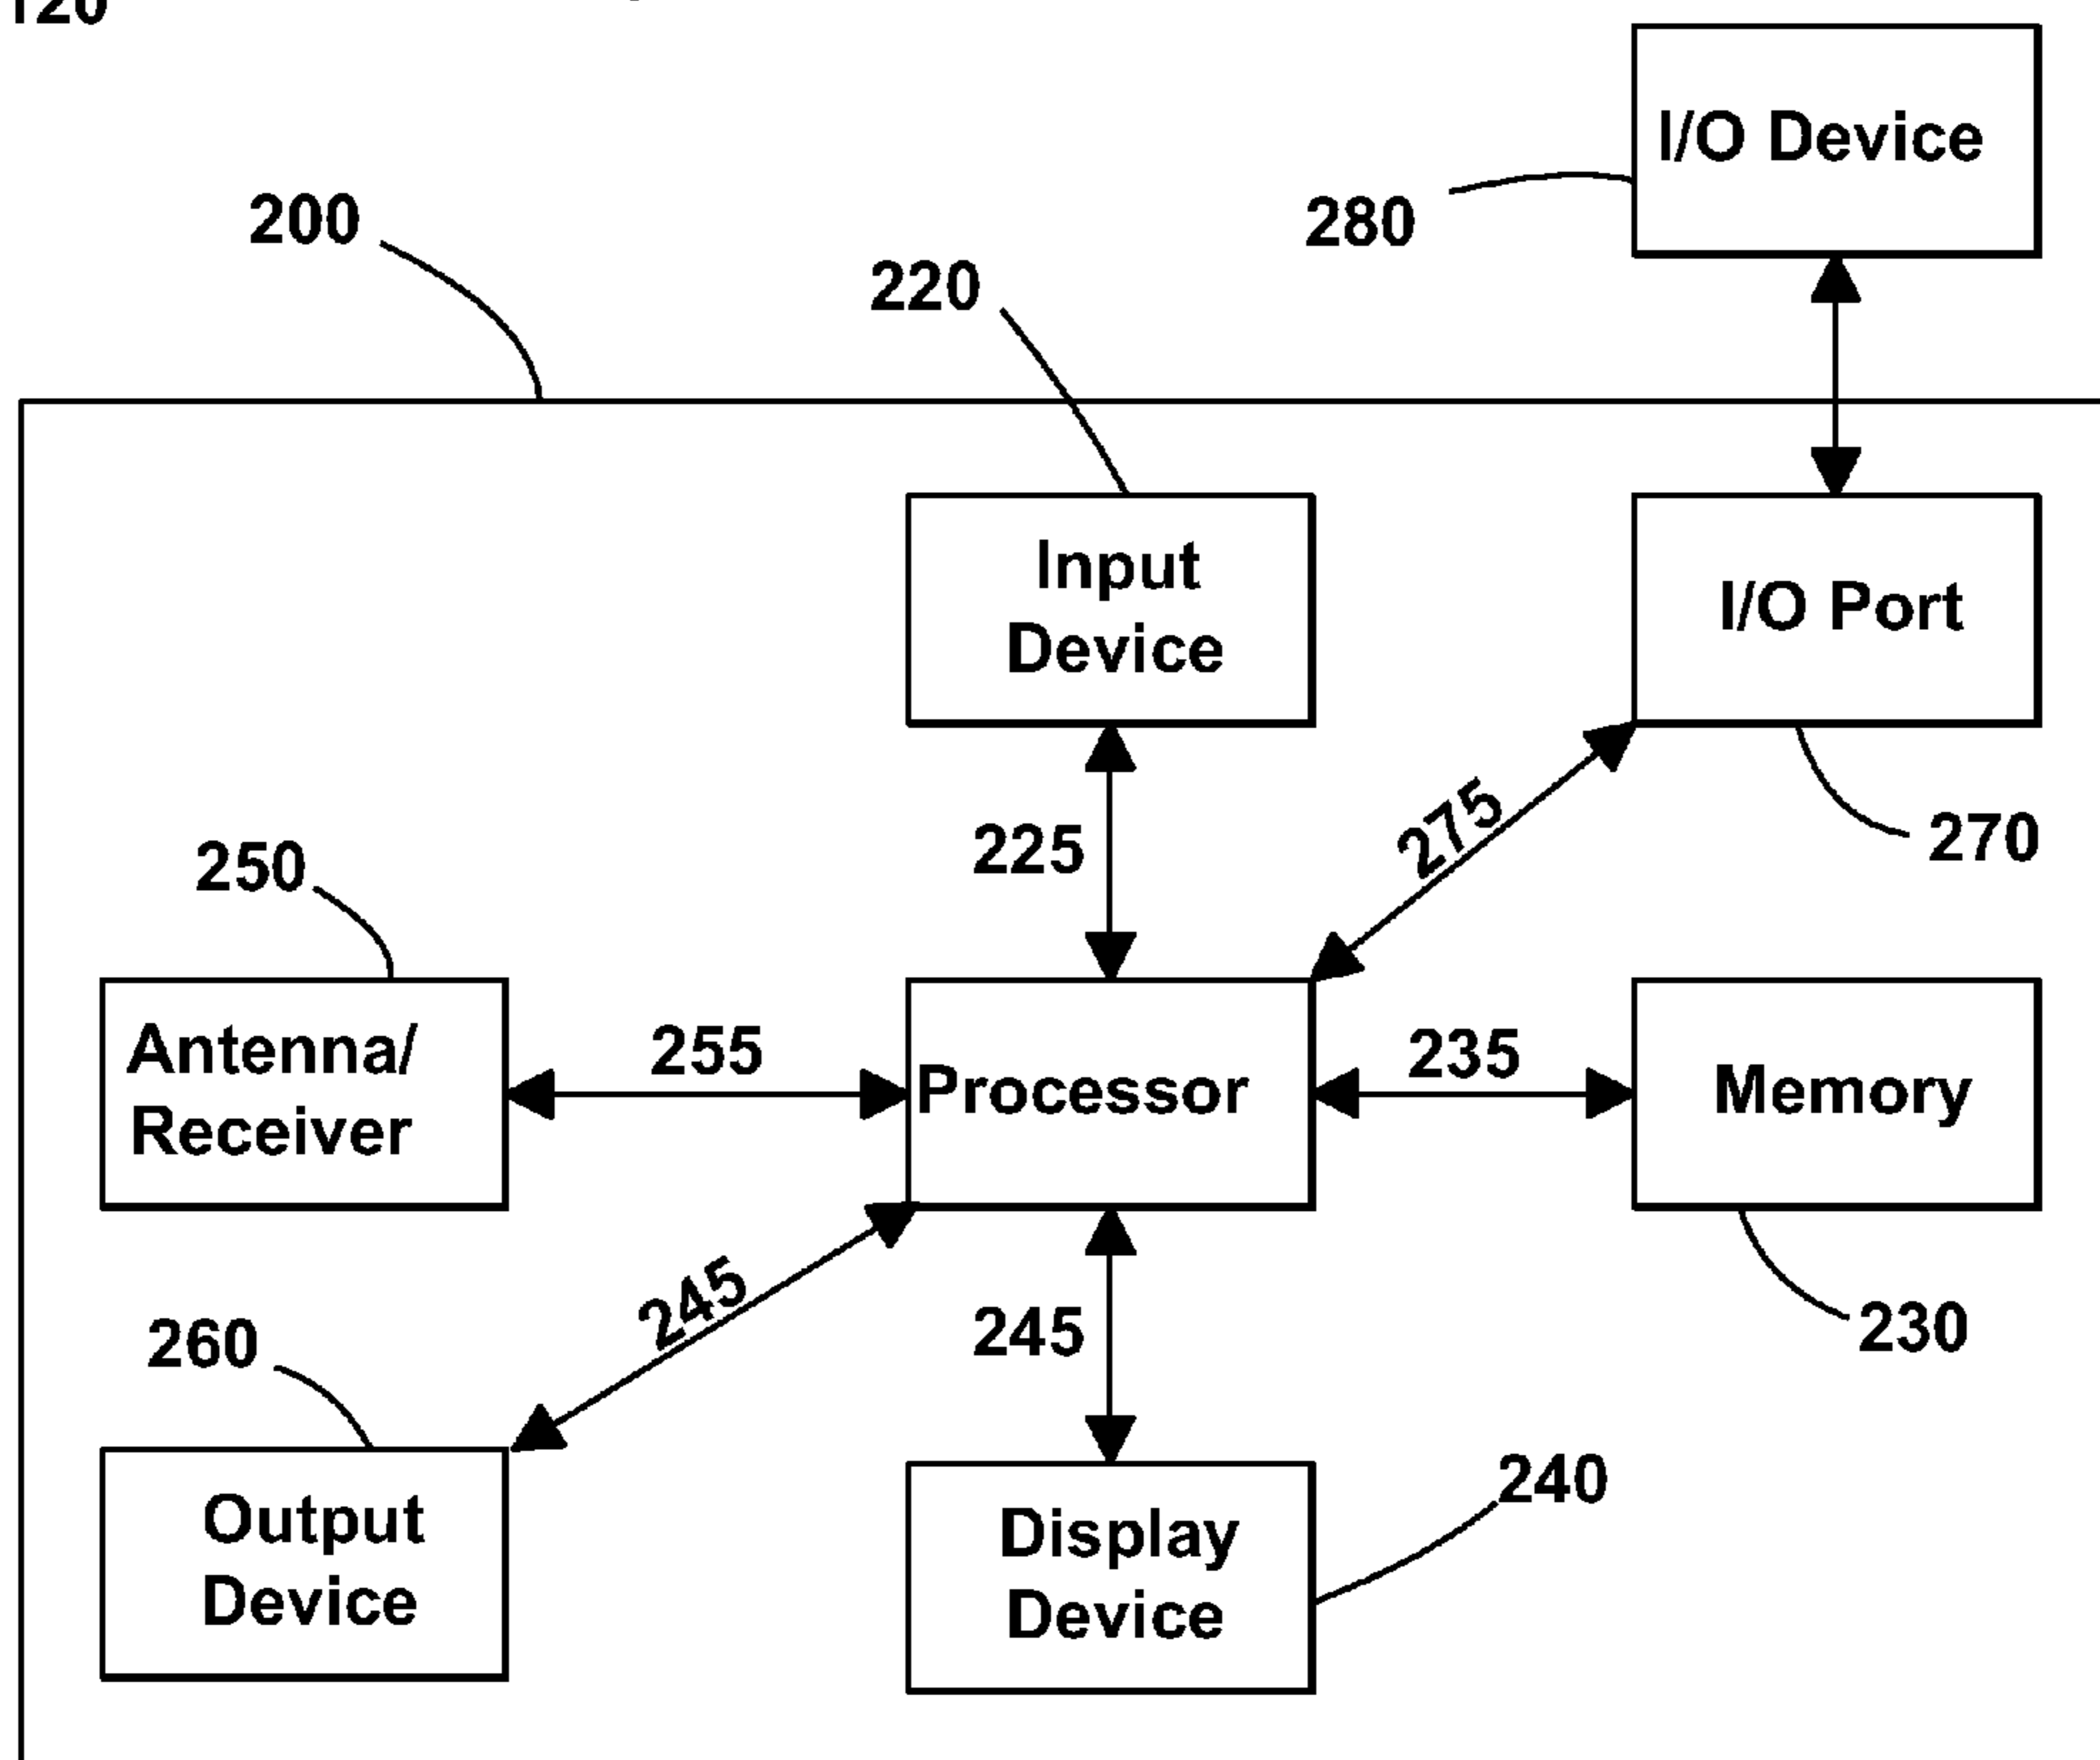 I/O Device
200
280
220
Input
Device
I/O Port
225
275
270
250
Antenna/
Receiver
255
Processor
235
Memory
245
245
230
260
Output
Device
240
Display
Device